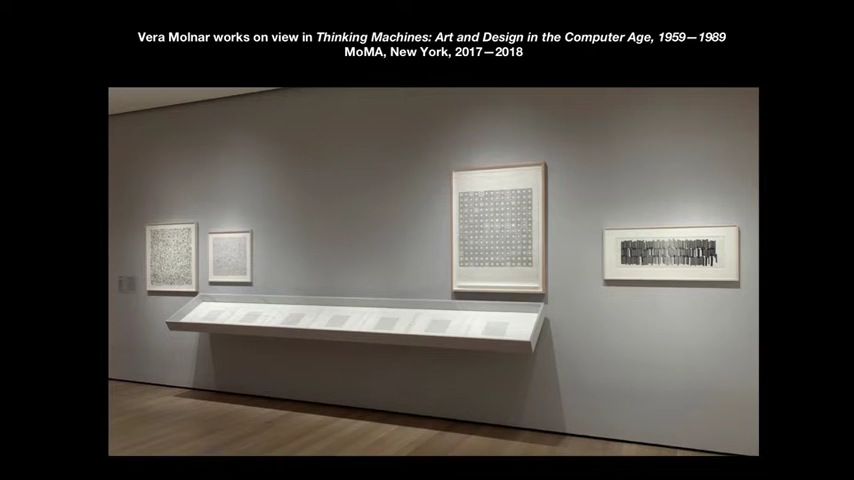 Vera Molnar works on view in Thinking Machines: Art and Design in the Computer Age, 1959—1989
MoMA, New York, 2017—2018